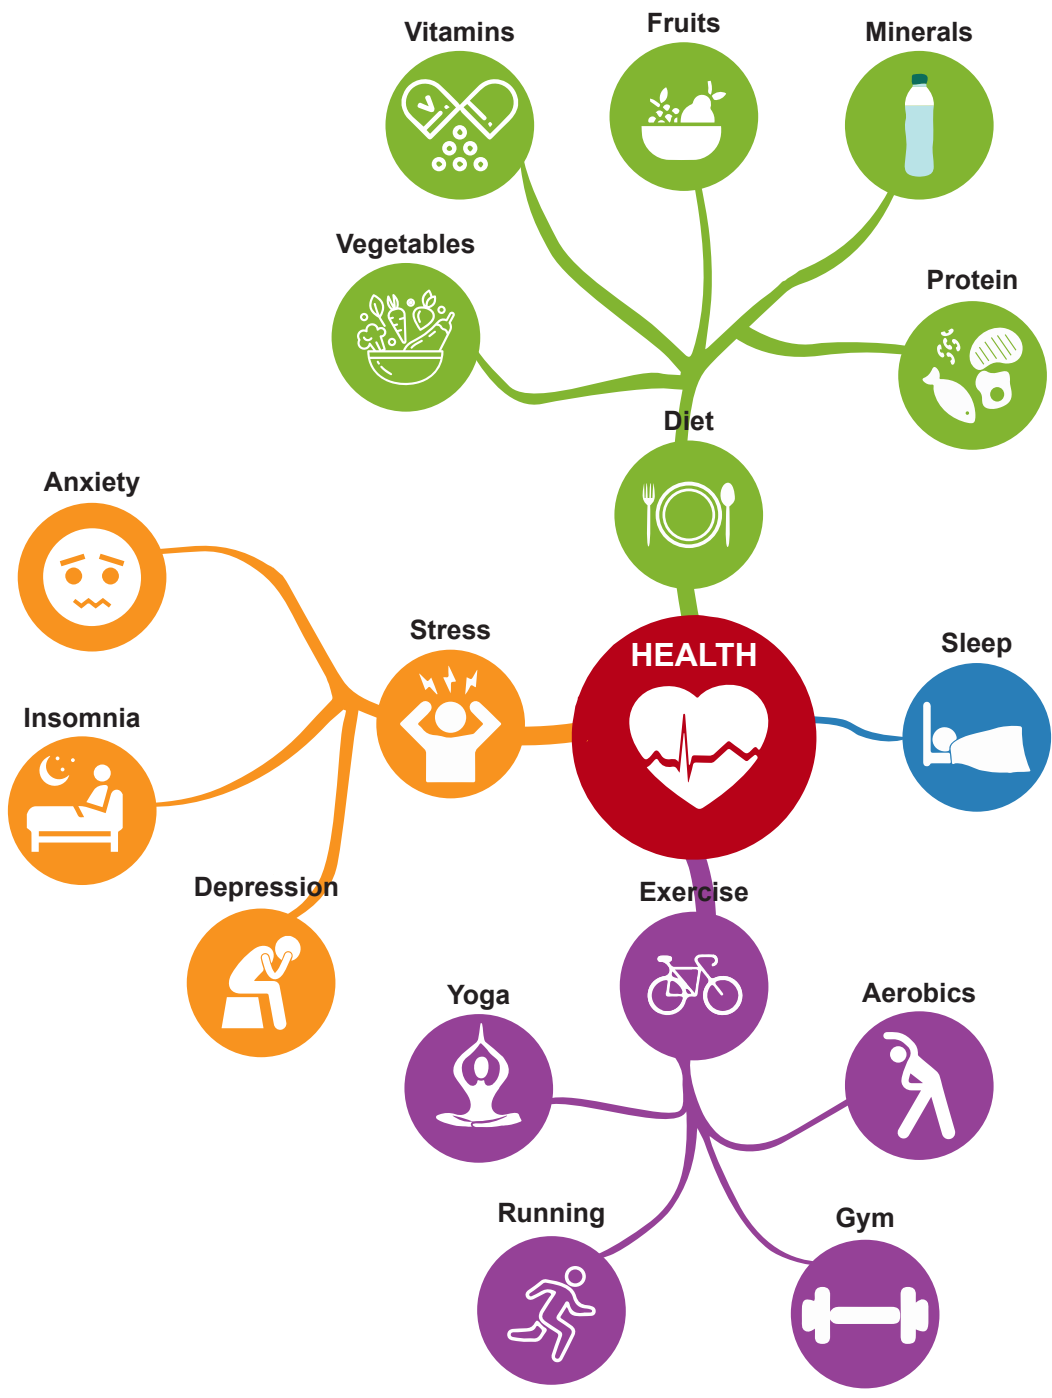 Vitamins
Fruits
Minerals
Vegetables
Protein
Diet
Anxiety
Stress
HEALTH
Sleep
Insomnia
Depression
Exercise
Yoga
Aerobics
Running
Gym